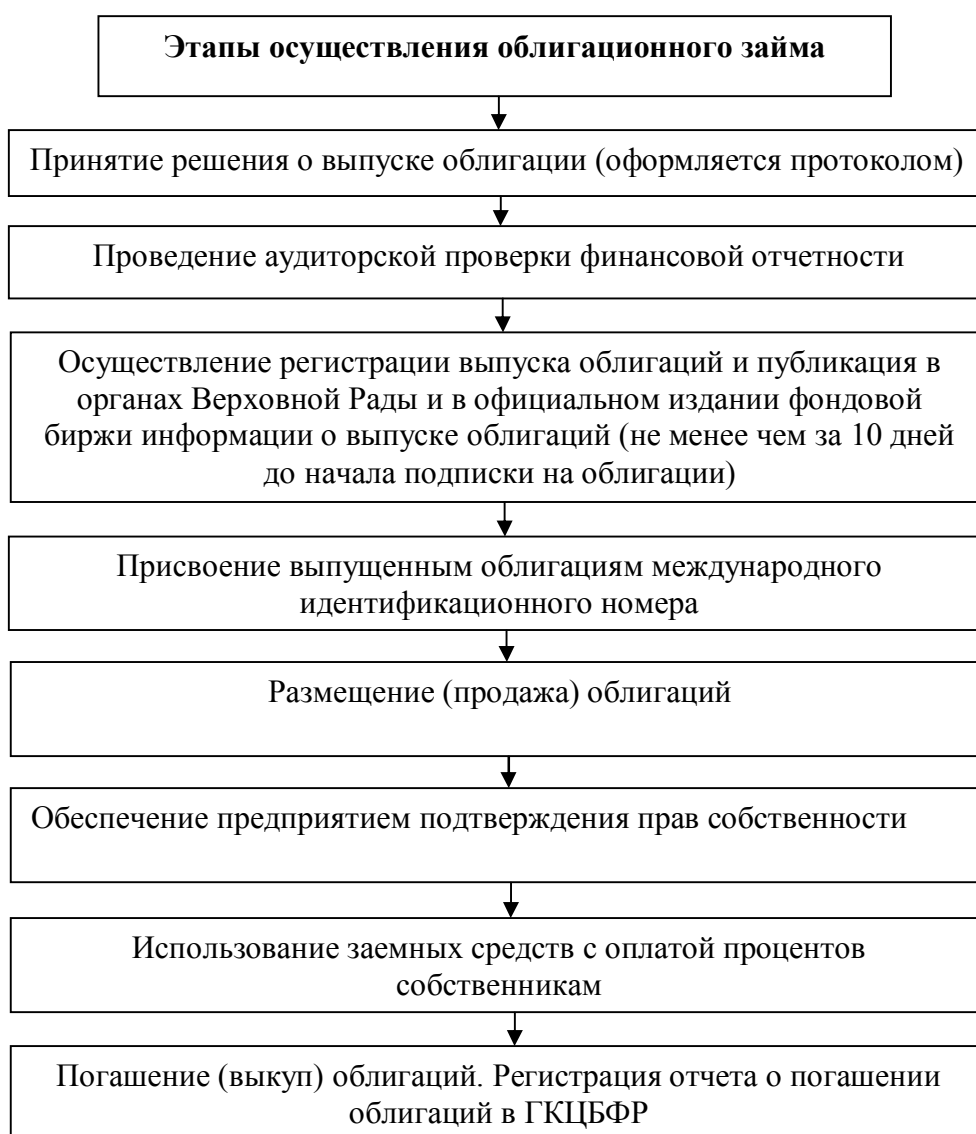 Этапы осуществления облигационного займа
Принятие решения о выпуске облигации (оформляется протоколом)
Проведение аудиторской проверки финансовой отчетности
Осуществление регистрации выпуска облигаций и публикация в
органах Верховной Рады и в официальном издании фондовой
биржи информации о выпуске облигаций (не менее чем за 10 дней
до начала подписки на облигации)
Присвоение выпущенным облигациям международного
идентификационного номера
Размещение (продажа) облигаций
Обеспечение предприятием подтверждения прав собственности
Использование заемных средств с оплатой процентов
собственникам
Погашение (выкуп) облигаций. Регистрация отчета о погашении
облигаций в ГКЦБФР